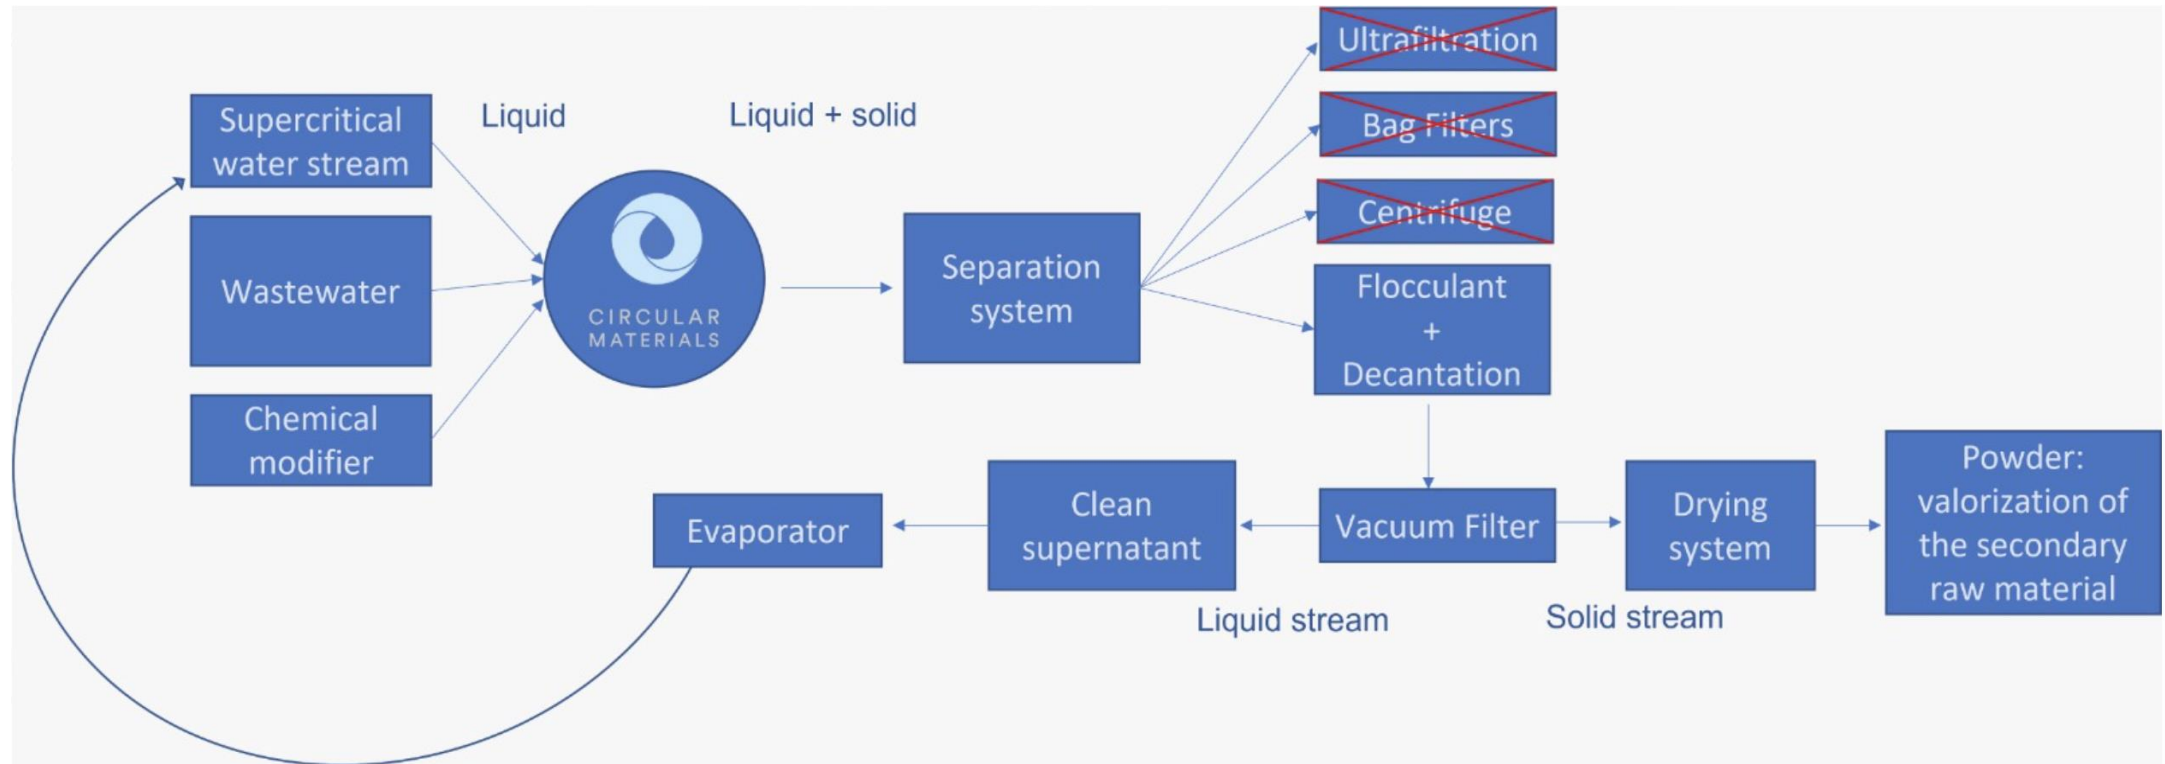 Supercritical
water stream
Wastewater
Chemical
modifier
Liquid
CIRCULAR
MATERIALS
Liquid + solid
Separation
system
Ultrafiltration
Bag Filters
Centrifuge
Flocculant
+
Decantation
Vacuum Filter
Clean
supernatant
Evaporator
Liquid stream
Drying
system
Solid stream
Powder:
valorization of
the secondary
raw material